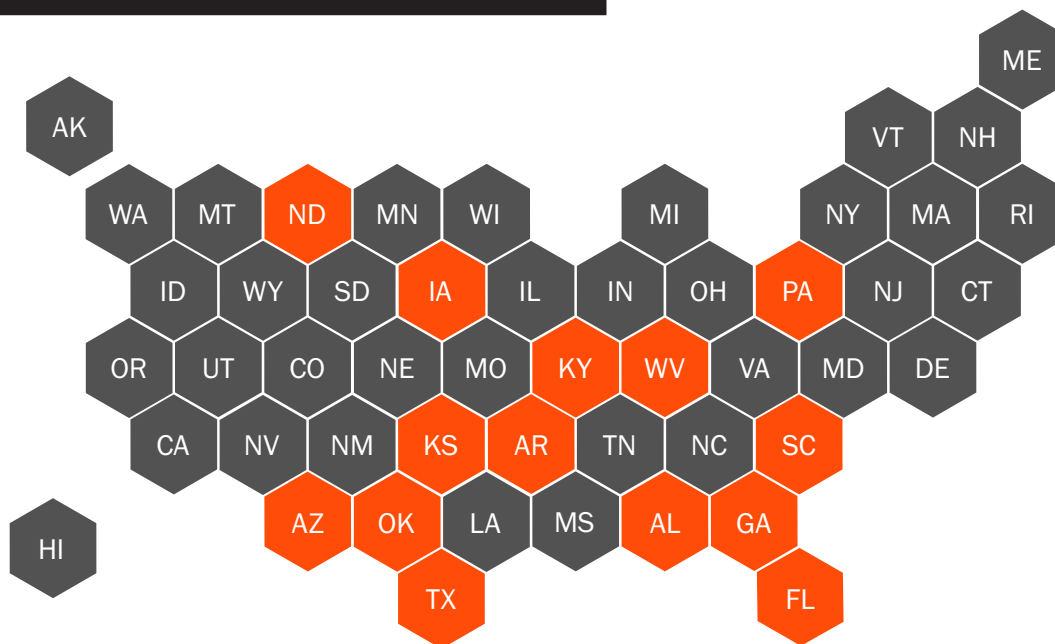 ME
AK
VT NH
WA MT ND MN WI MI NY MA RI
ID WY SD IA IL IN OH PA NJ CT
OR UT CO NE MO KY WV VA MD DE
CA NV NM KS AR TN NC SC
AZ OK LA MS AL GA
HI
TX FL